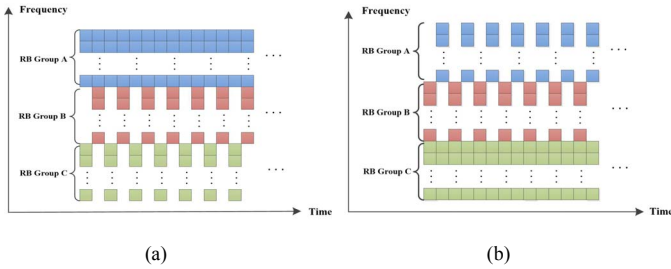 Frequency
RB Group A
RB Group B
RB Group C
Time
(a)
Frequency
RB Group A
RB Group B
RB Group C
Time
(b)